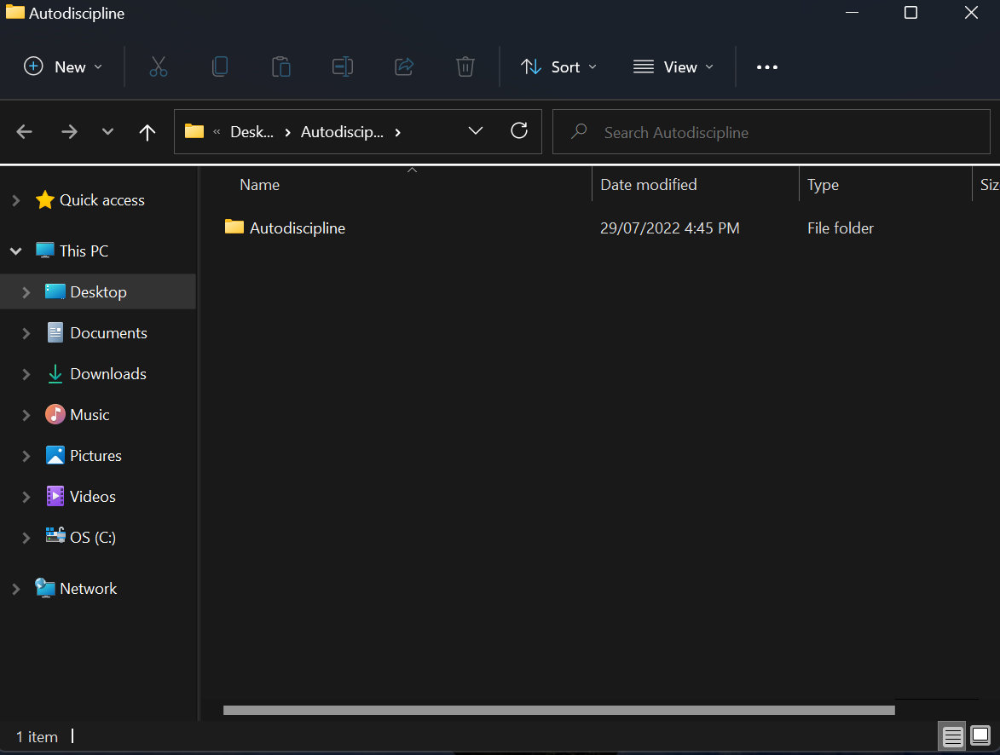 Autodiscipline
New Sort View •••
« Desk... › Autodiscip... › Search Autodiscipline
Name Date modified Type Siz
Quick access
Autodiscipline 29/07/2022 4:45 PM File folder
This PC
Desktop
Documents
Downloads
Music
Pictures
Videos
OS (C:)
Network
1 item